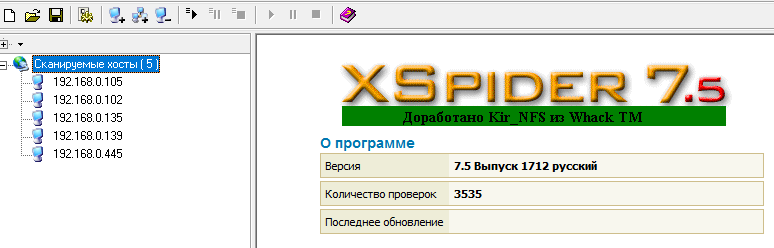 Сканируемые хосты ( 5 )
192.168.0.105
192.168.0.102
192.168.0.135
192.168.0.139
192.168.0.445
XSPIDER 7.5
Доработано Kir_NFS из Whack TM
О программе
Версия 7.5 Выпуск 1712 русский
Количество проверок 3535
Последнее обновление